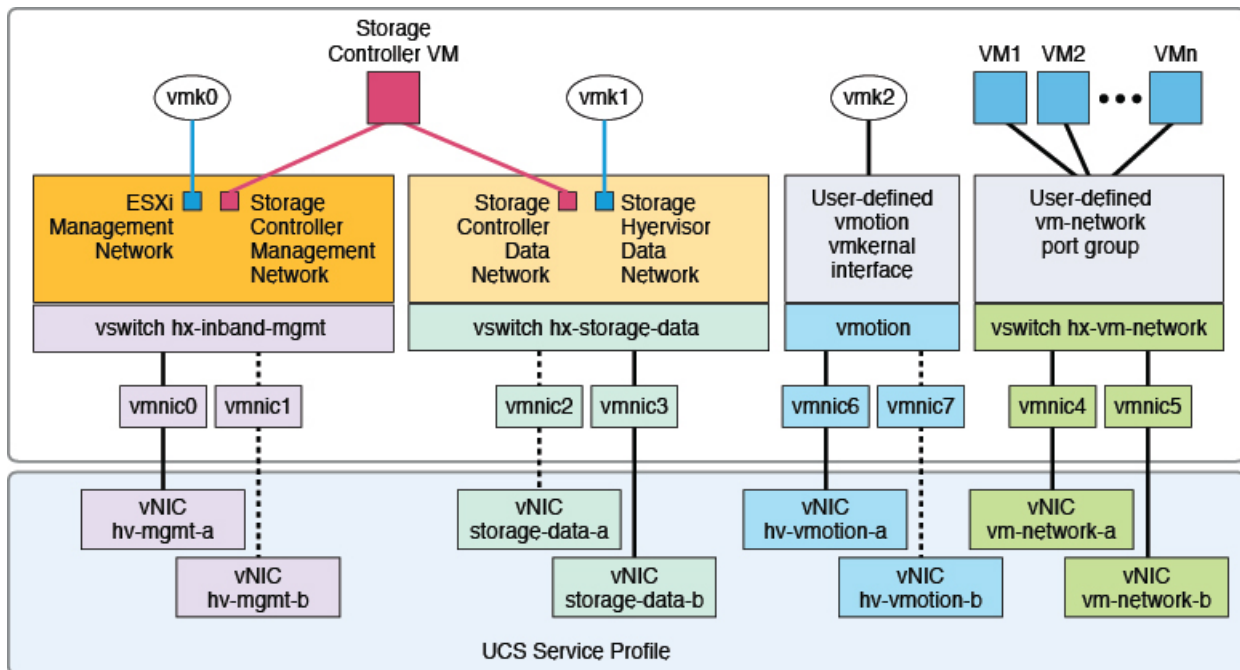 Storage
Controller VM
VM1
VM2
VMn
vmk0
vmk1
vmk2
ESXi
Management
Network
Storage
Controller
Management
Network
Storage
Controller
Data
Network
Storage
Hyervisor
Data
Network
User-defined
vmotion
vmkernal
interface
User-defined
vm-network
port group
vswitch hx-inband-mgmt
vswitch hx-storage-data
vmotion
vswitch hx-vm-network
vmnic0
vmnic1
vmnic2
vmnic3
vmnic6
vmnic7
vmnic4
vmnic5
vNIC
hv-mgmt-a
vNIC
storage-data-a
vNIC
hv-vmotion-a
vNIC
vm-network-a
vNIC
hv-mgmt-b
vNIC
storage-data-b
vNIC
hv-vmotion-b
vNIC
vm-network-b
UCS Service Profile